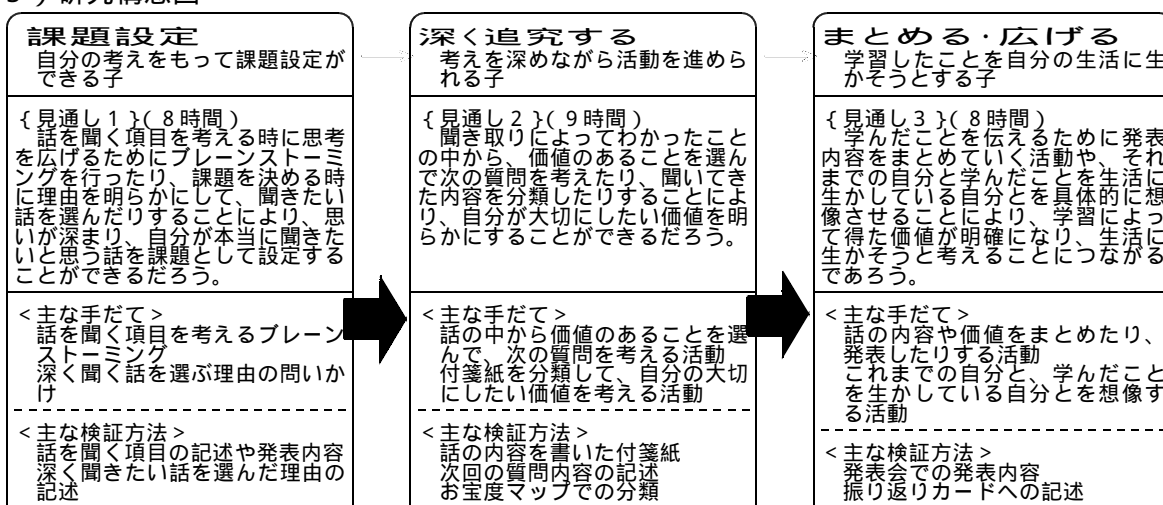 課題設定
自分の考えをもって課題設定が
できる子
{見通し1}(8時間)
話を聞く項目を考える時に思考
を広げるためにブレーンストーミ
ングを行ったり、課題を決める時
に理由を明らかにして、聞きたい
話を選んだりすることにより、思
いが深まり、自分が本当に聞きた
いと思う話を課題として設定する
ことができるだろう。
<主な手だて>
話を聞く項目を考えるブレーン
ストーミング
深く聞く話を選ぶ理由の問いか
け
<主な検証方法>
話を聞く項目の記述や発表内容
深く聞きたい話を選んだ理由の
記述
深く追究する
考えを深めながら活動を進めら
れる子
{見通し2}(9時間)
聞き取りによってわかったこと
の中から、価値のあることを選ん
で次の質問を考えたり、聞いてき
た内容を分類したりすることによ
り、自分が大切にしたい価値を明
らかにすることができるだろう。
<主な手だて>
話の中から価値のあることを選
んで、次の質問を考える活動
付箋紙を分類して、自分の大切
にしたい価値を考える活動
<主な検証方法>
話の内容を書いた付箋紙
次回の質問内容の記述
お宝度マップでの分類
まとめる・広げる
学習したことを自分の生活に生
かそうとする子
{見通し3}(8時間)
学んだことを伝えるために発表
内容をまとめていく活動や、それ
までの自分と学んだことを生活に
生かしている自分とを具体的に想
像させることにより、学習によっ
て得た価値が明確になり、生活に
生かそうと考えることにつながる
であろう。
<主な手だて>
話の内容や価値をまとめたり、
発表したりする活動
これまでの自分と、学んだこと
を生かしている自分とを想像す
る活動
<主な検証方法>
発表会での発表内容
振り返りカードへの記述